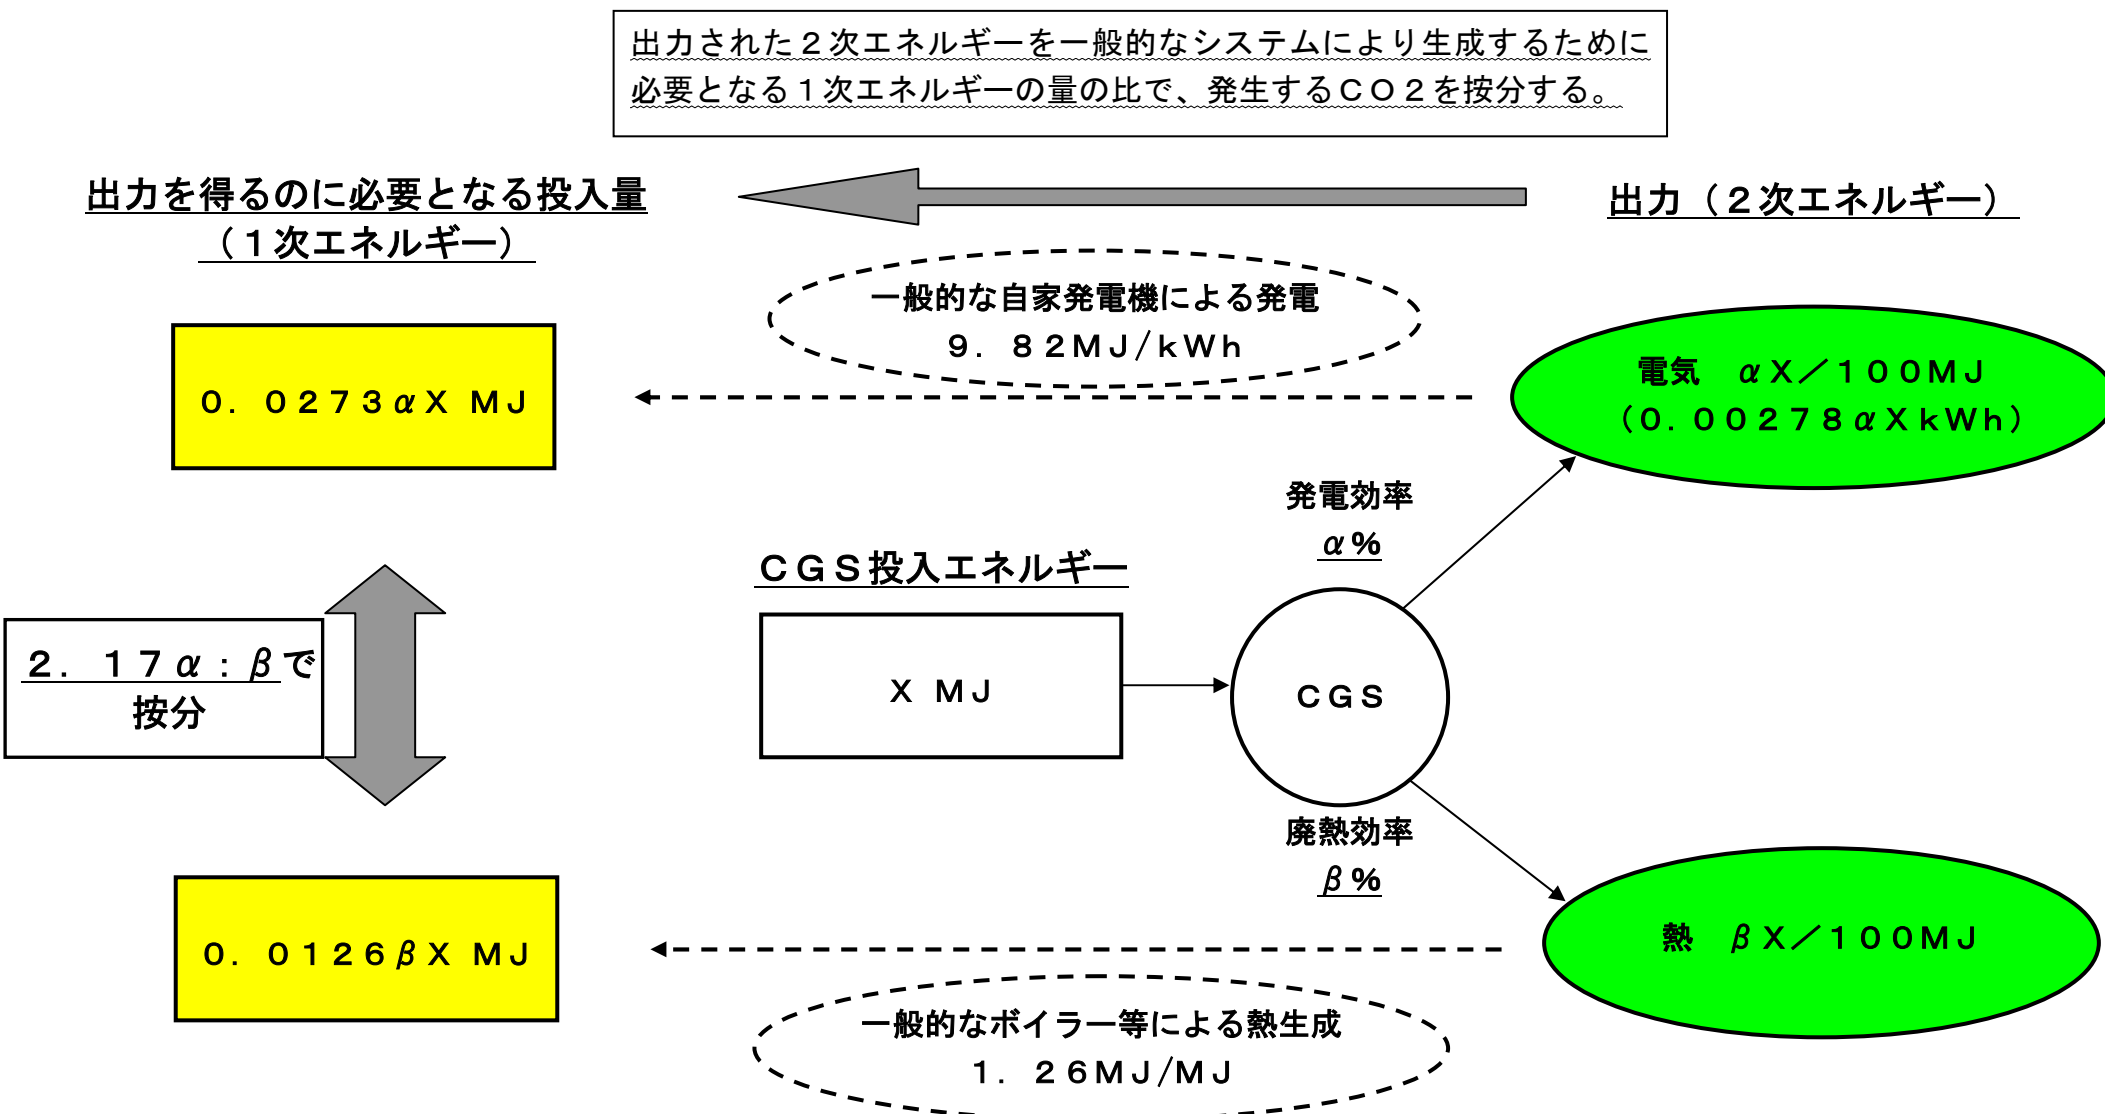 出力された２次エネルギーを一般的なシステムにより生成するために
必要となる１次エネルギーの量の比で、発生するＣＯ２を按分する。
出力を得るのに必要となる投入量
（１次エネルギー）
出力（２次エネルギー）
一般的な自家発電機による発電
９．８２ＭＪ/ｋＷｈ
０．０２７３αＸ ＭＪ
電気　αＸ／１００ＭＪ
（０．００２７８αＸｋＷｈ）
発電効率
α％
ＣＧＳ投入エネルギー
２．１７α：βで
按分
Ｘ ＭＪ
ＣＧＳ
廃熱効率
β％
０．０１２６βＸ ＭＪ
熱　βＸ／１００ＭＪ
一般的なボイラー等による熱生成
１．２６ＭＪ/ＭＪ